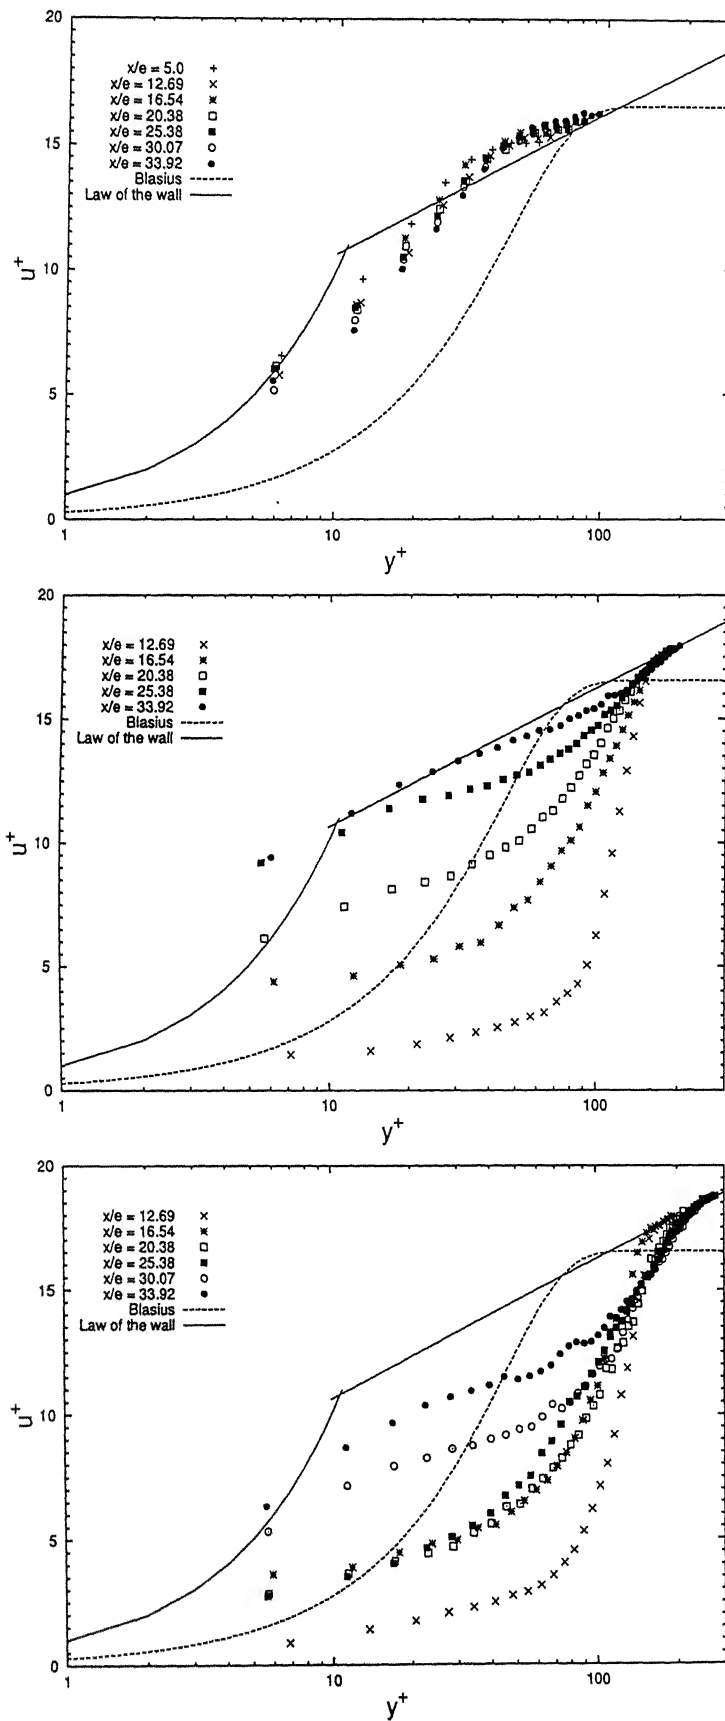 20
x/e = 5.0 +
x/e = 12.69 ×
x/e = 16.54 ∗
x/e = 20.38 □
x/e = 25.38 ■
x/e = 30.07 ○
x/e = 33.92 ●
Blasius -----
Law of the wall —
15
u+
10
5
0
1 10 100
y+
20
x/e = 12.69 ×
x/e = 16.54 ∗
x/e = 20.38 □
x/e = 25.38 ■
x/e = 33.92 ●
Blasius -----
Law of the wall —
15
u+
10
5
0
1 10 100
y+
20
x/e = 12.69 ×
x/e = 16.54 ∗
x/e = 20.38 □
x/e = 25.38 ■
x/e = 30.07 ○
x/e = 33.92 ●
Blasius -----
Law of the wall —
15
u+
10
5
0
1 10 100
y+